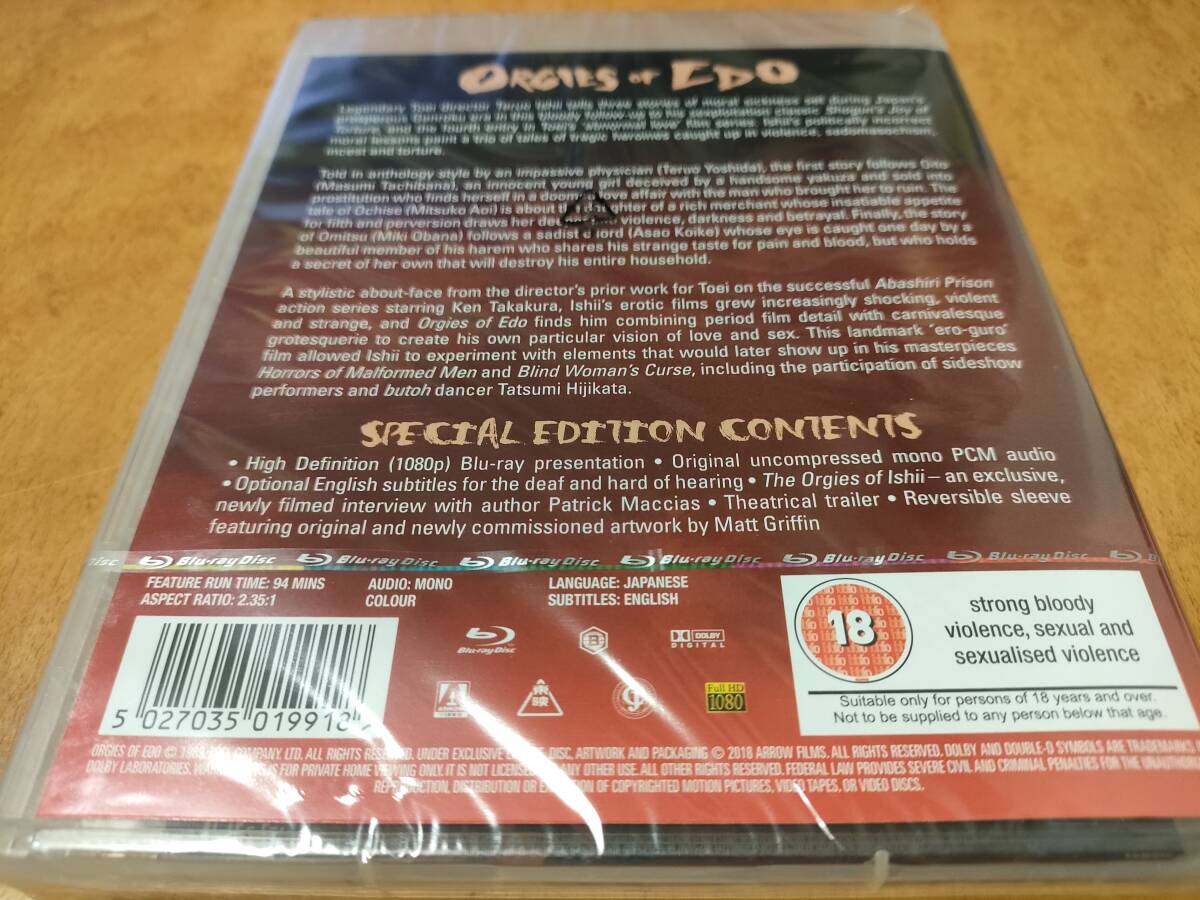 ORGIES OF EDO
Legendary Toei director Teruo Ishii tells three stories of moral sickness set during Japan's
prosperous Genroku era in this bloody follow-up to his sexploitation classic Shogun's Joy of
Torture, and the fourth entry in Toei's 'abnormal love' film series. Ishii's politically incorrect
moral lessons paint a trio of tales of tragic heroines caught up in violence, sadomasochism,
incest and torture.
Told in anthology style by an impassive physician (Teruo Yoshida), the first story follows Oito
(Masumi Tachibana), an innocent young girl deceived by a handsome yakuza and sold into
prostitution who finds herself in a doomed love affair with the man who brought her to ruin. The
tale of Ochise (Mitsuko Aoi) is about the daughter of a rich merchant whose insatiable appetite
for filth and perversion draws her violence, darkness and betrayal. Finally, the story
of Omitsu (Miki Obana) follows a sadistic lord (Asao Koike) whose eye is caught one day by a
beautiful member of his harem who shares his strange taste for pain and blood, but who holds
a secret of her own that will destroy his entire household.
A stylistic about-face from the director's prior work for Toei on the successful Abashiri Prison
action series starring Ken Takakura, Ishii's erotic films grew increasingly shocking, violent
and strange, and Orgies of Edo finds him combining period film detail with carnivalesque
grotesquerie to create his own particular vision of love and sex. This landmark 'ero-guro'
film allowed Ishii to experiment with elements that would later show up in his masterpieces
Horrors of Malformed Men and Blind Woman's Curse, including the participation of sideshow
performers and butoh dancer Tatsumi Hijikata.
SPECIAL EDITION CONTENTS
• High Definition (1080p) Blu-ray presentation • Original uncompressed mono PCM audio
• Optional English subtitles for the deaf and hard of hearing • The Orgies of Ishii – an exclusive,
newly filmed interview with author Patrick Maccias • Theatrical trailer • Reversible sleeve
featuring original and newly commissioned artwork by Matt Griffin
Disc Blu-ray Disc Blu-ray Disc Blu-ray Disc Blu-ray Disc Blu-ray Disc Blu-ray Disc B
FEATURE RUN TIME: 94 MINS AUDIO: MONO LANGUAGE: JAPANESE
ASPECT RATIO: 2.35:1 COLOUR SUBTITLES: ENGLISH
Blu-ray Disc B DOLBY DIGITAL
ARROW VIDEO 東映 Full HD 1080
5 027035 019918
18
strong bloody
violence, sexual and
sexualised violence
Suitable only for persons of 18 years and over.
Not to be supplied to any person below that age.
ORGIES OF EDO © COMPANY LTD. ALL RIGHTS RESERVED. UNDER EXCLUSIVE DISC, ARTWORK AND PACKAGING © 2018 ARROW FILMS. ALL RIGHTS RESERVED. DOLBY AND DOUBLE-D SYMBOLS ARE TRADEMARKS
DOLBY LABORATORIES. IS FOR PRIVATE HOME VIEWING ONLY. IT IS NOT LICENSED ANY OTHER USE. ALL OTHER RIGHTS RESERVED. FEDERAL LAW PROVIDES SEVERE CIVIL AND CRIMINAL PENALTIES FOR THE
REPRODUCTION, DISTRIBUTION OR OF COPYRIGHTED MOTION PICTURES, VIDEO TAPES, OR VIDEO DISCS.